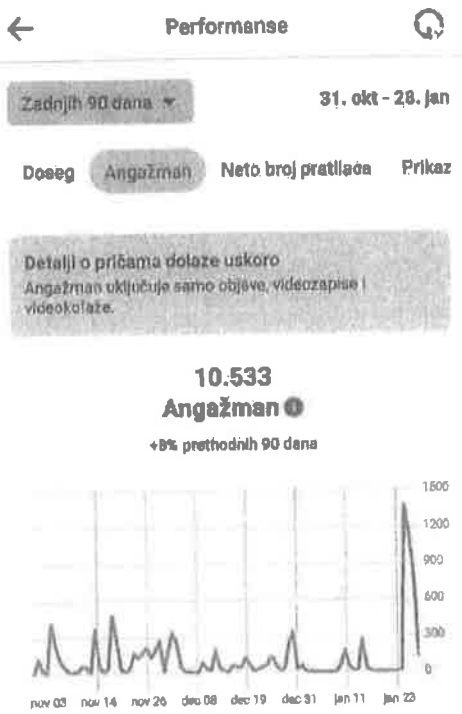 Performanse
Zadnjih 90 dana
31. okt - 28. jan
Doseg
Angažman
Neto broj pratilaca
Prikaz
Detalji o pričama dolaze uskoro
Angažman uključuje samo objave, videozapise i
videokolaže.
10.533
Angažman
+8% prethodnih 90 dana
1500
1200
900
600
300
0
nov 03
nov 14
nov 26
dec 08
dec 19
dec 31
jan 11
jan 23